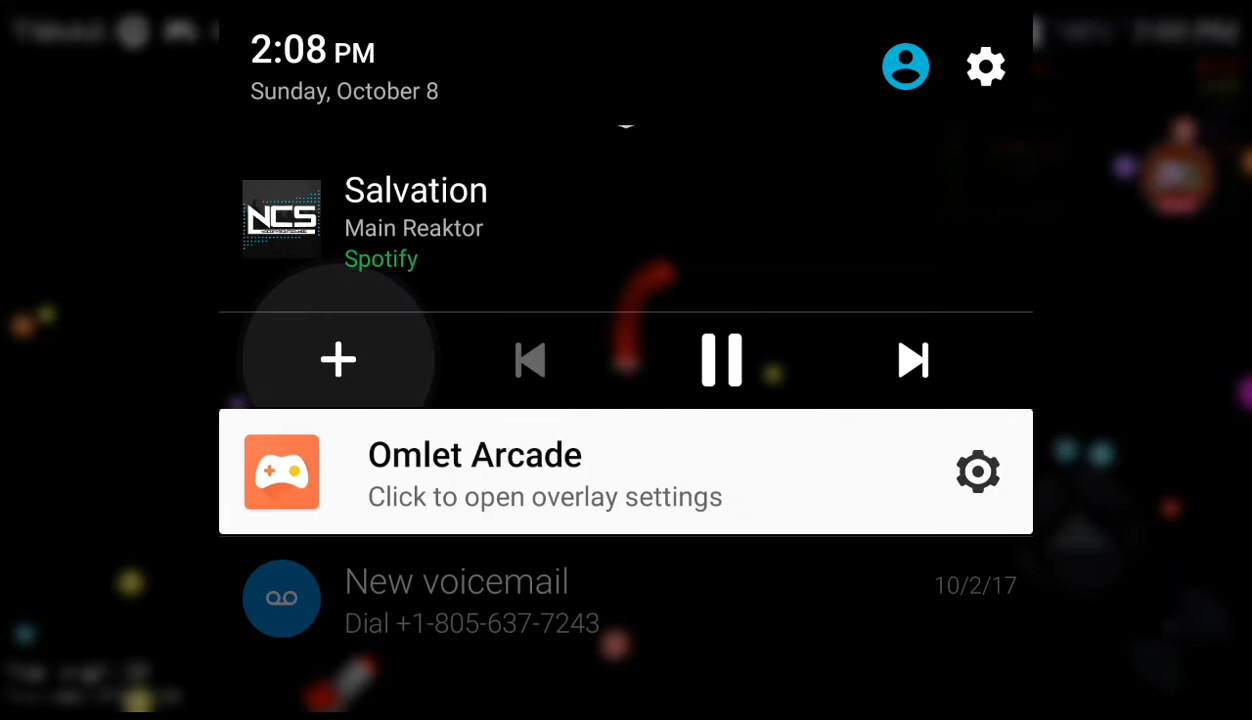 2:08 PM
Sunday, October 8
NCS
Salvation
Main Reaktor
Spotify
Omlet Arcade
Click to open overlay settings
New voicemail
10/2/17
Dial +1-805-637-7243